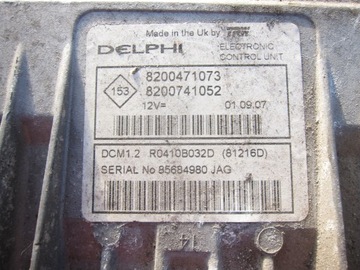 Made in the Uk by TRW
DELPHI
ELECTRONIC
CONTROL UNIT
153
8200471073
8200741052
12V=
01.09.07
DCM1.2 R0410B032D (81216D)
SERIAL No 85684980 JAG
14